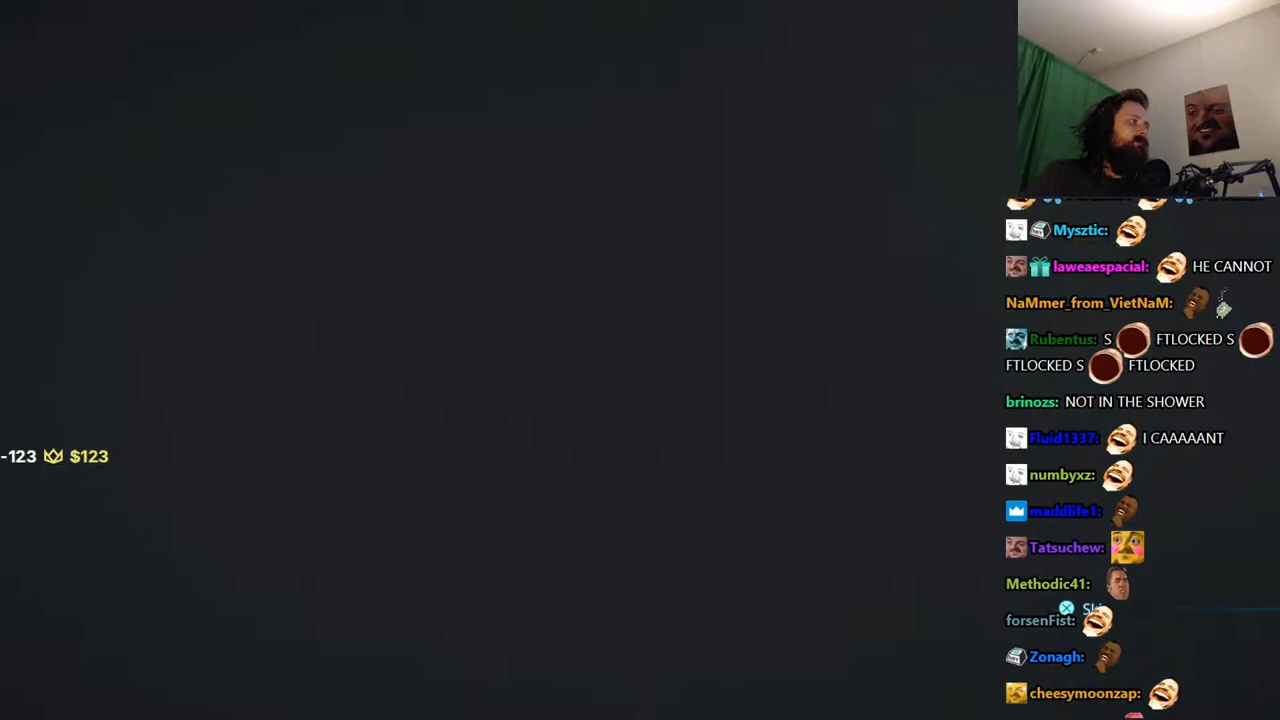 Mysztic:
laweaespacial: HE CANNOT
NaMmer_from_VietNaM:
Rubentus: S FTLOCKED S
FTLOCKED S FTLOCKED
brinozs: NOT IN THE SHOWER
Fluid1337: I CAAAAANT
-123 $123
numbyxz:
maddlife1:
Tatsuchew:
Methodic41:
forsenFist:
Zonagh:
cheesymoonzap: